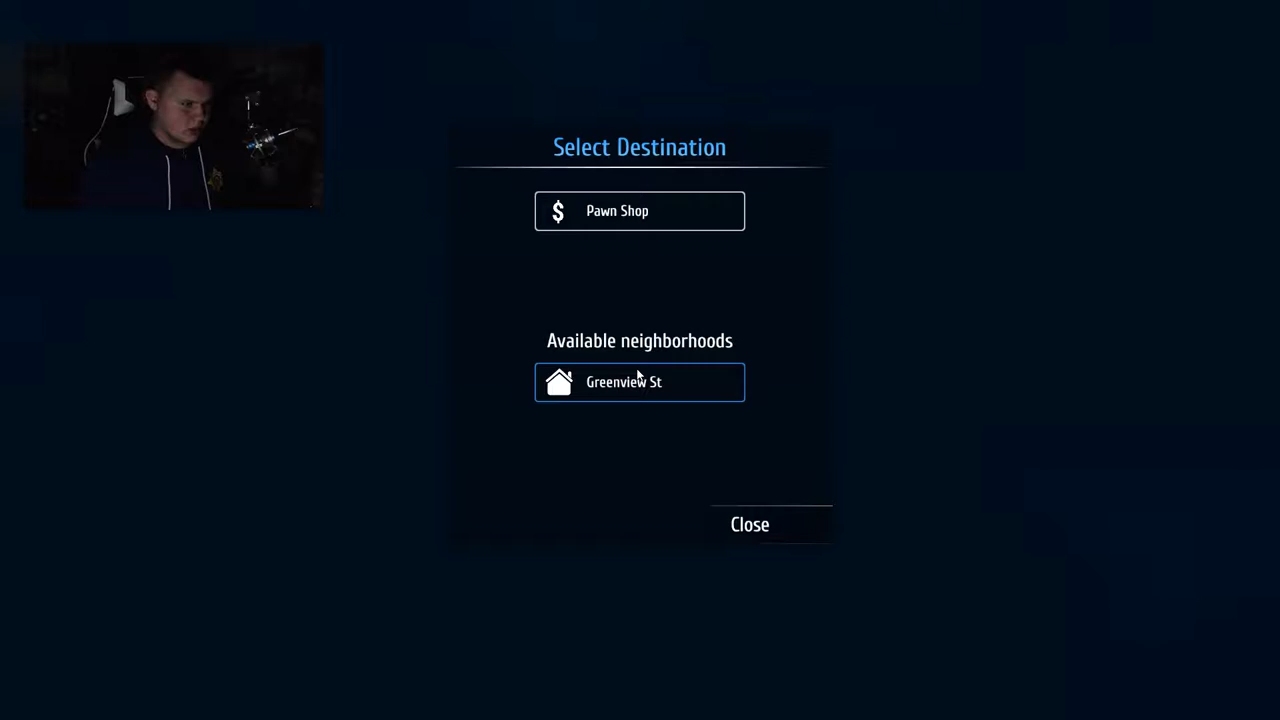 Select Destination
$ Pawn Shop
Available neighborhoods
Greenview St
Close